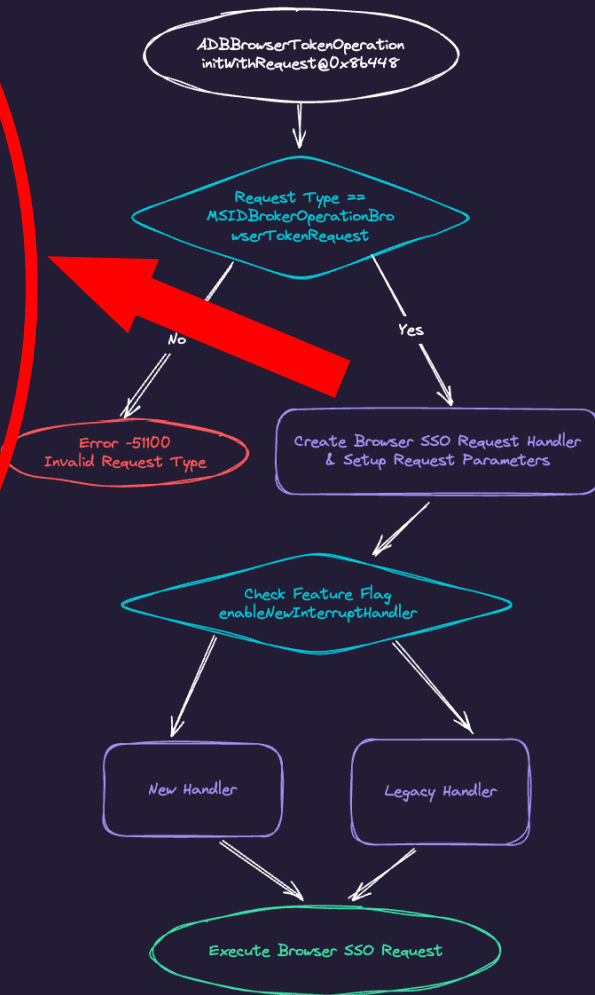 ADBBrowserTokenOperation
initWithRequest@0x86448
Request Type ==
MSIDBrokerOperationBro
wserTokenRequest
No
Yes
Error -51100
Invalid Request Type
Create Browser SSO Request Handler
& Setup Request Parameters
Check Feature Flag
enableNewInterruptHandler
New Handler
Legacy Handler
Execute Browser SSO Request